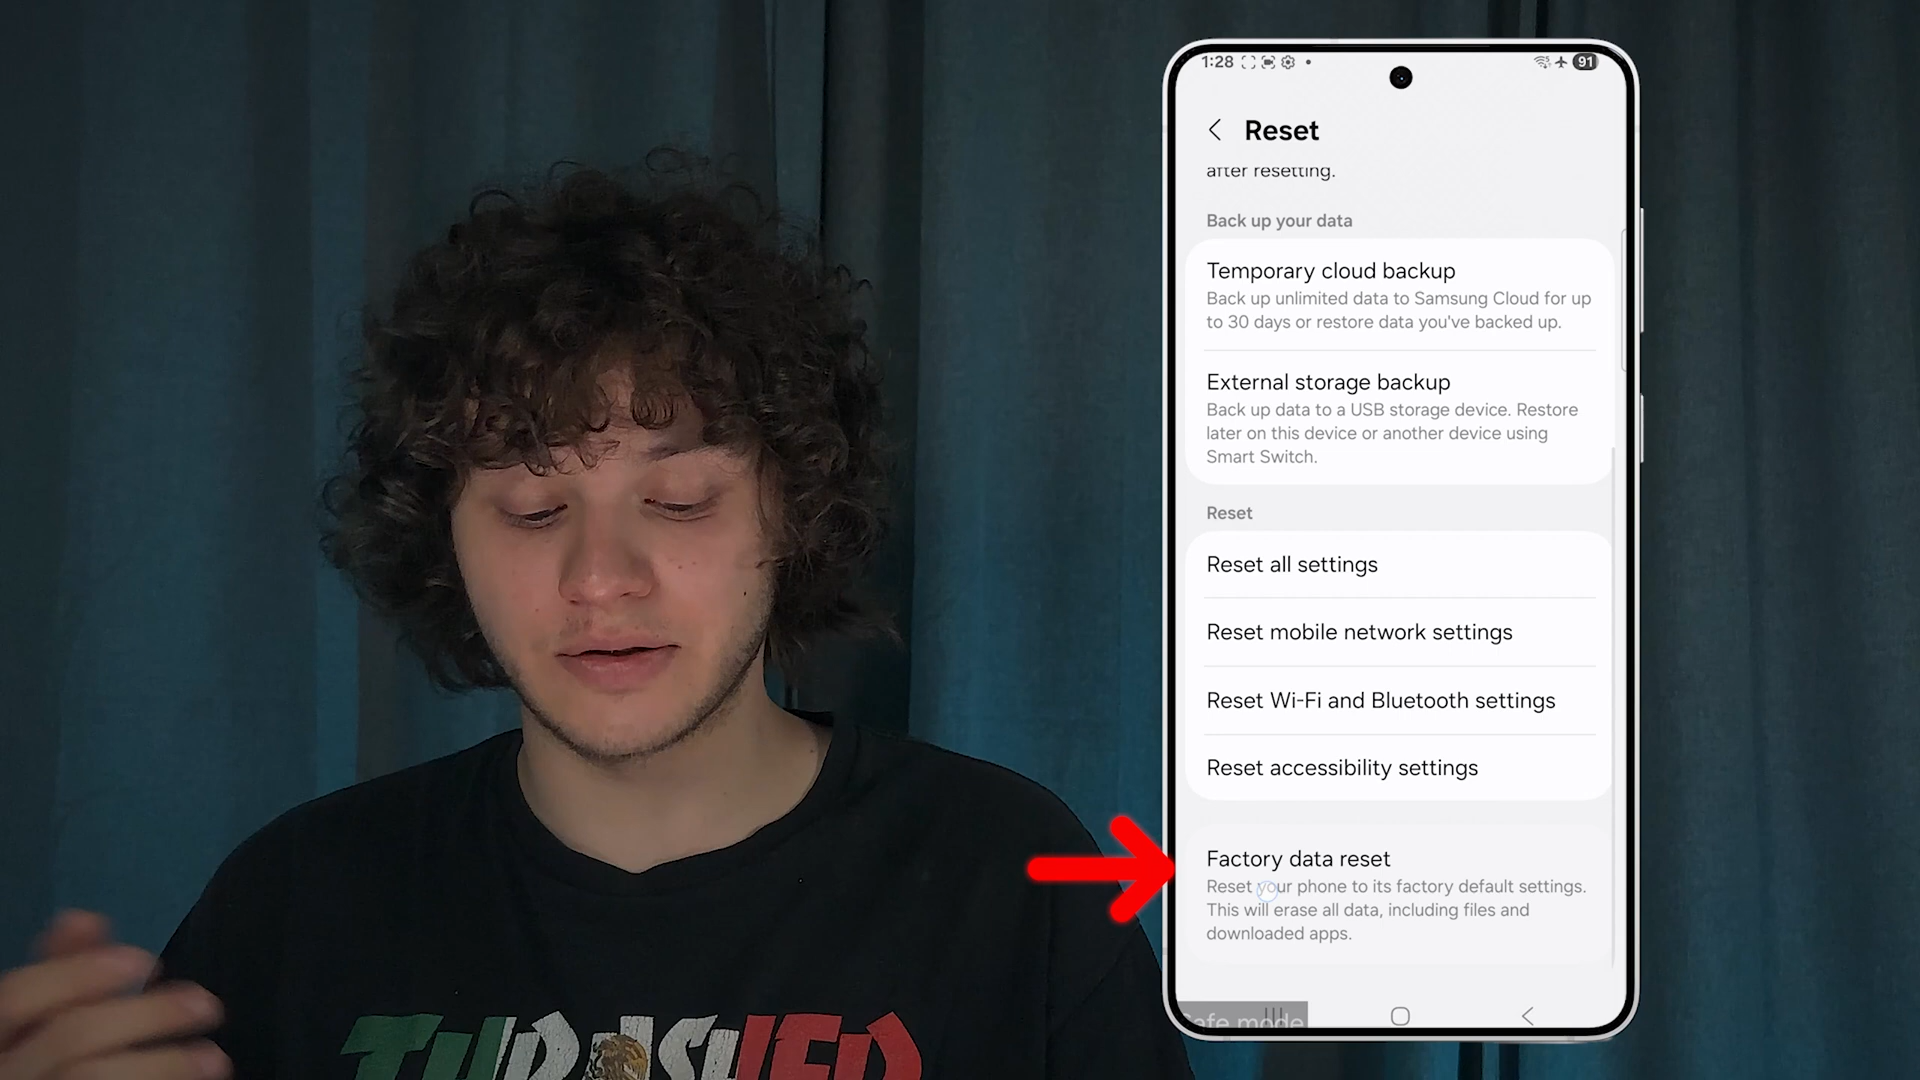 1:28
91
Reset
after resetting.
Back up your data
Temporary cloud backup
Back up unlimited data to Samsung Cloud for up
to 30 days or restore data you've backed up.
External storage backup
Back up data to a USB storage device. Restore
later on this device or another device using
Smart Switch.
Reset
Reset all settings
Reset mobile network settings
Reset Wi-Fi and Bluetooth settings
Reset accessibility settings
Factory data reset
Reset your phone to its factory default settings.
This will erase all data, including files and
downloaded apps.
Safe mode
THRASHER